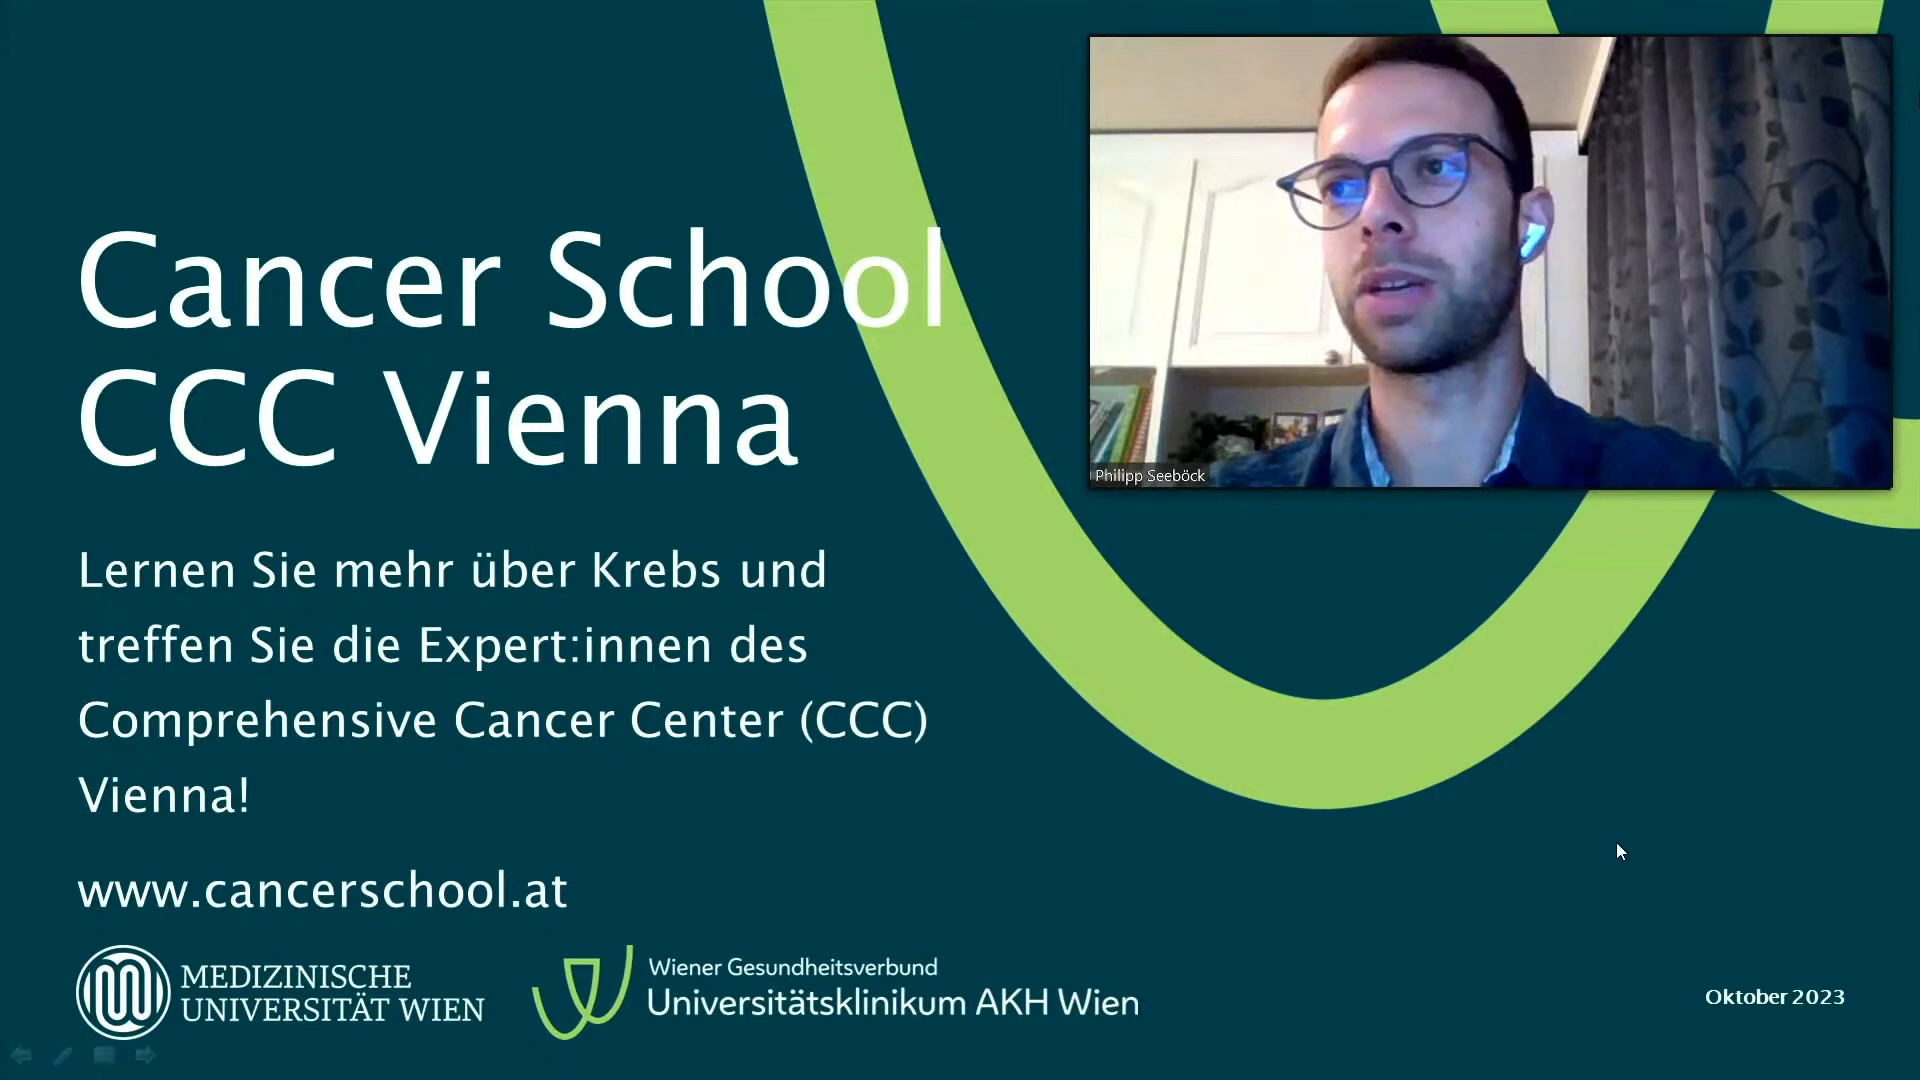 Cancer School
CCC Vienna
Lernen Sie mehr über Krebs und
treffen Sie die Expert:innen des
Comprehensive Cancer Center (CCC)
Vienna!
www.cancerschool.at
MEDIZINISCHE
UNIVERSITÄT WIEN
Wiener Gesundheitsverbund
Universitätsklinikum AKH Wien
Oktober 2023
Philipp Seeböck